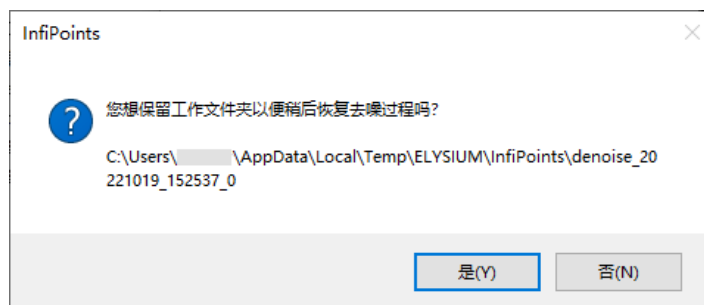 InfiPoints
您想保留工作文件夹以便稍后恢复去噪过程吗?
C:\Users\ \AppData\Local\Temp\ELYSIUM\InfiPoints\denoise_20
221019_152537_0
是(Y)
否(N)